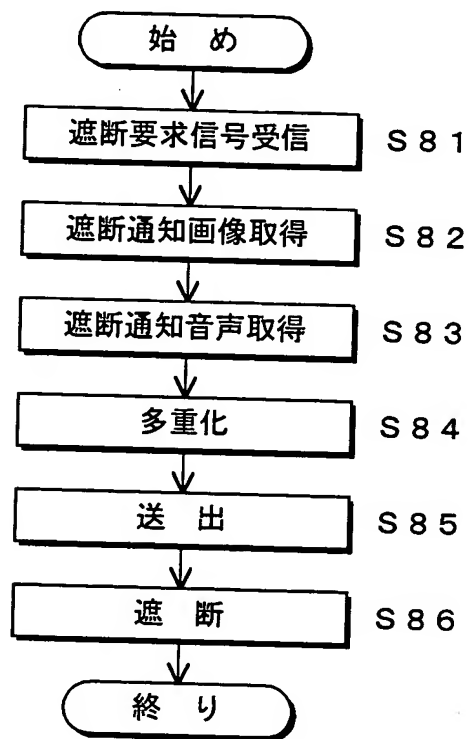 始 め
遮断要求信号受信 S81
遮断通知画像取得 S82
遮断通知音声取得 S83
多重化 S84
送 出 S85
遮 断 S86
終 り